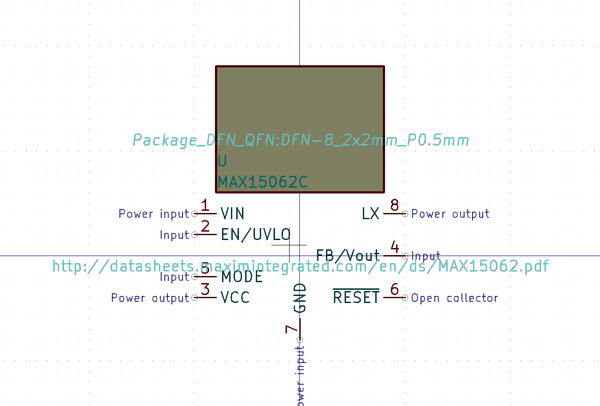 Package_DFN_QFN:DFN-8_2x2mm_P0.5mm
U
MAX15062C
Power input 1 VIN
LX 8 Power output
Input 2 EN/UVLO
FB/Vout 4 Input
http://datasheets.maximintegrated.com/en/ds/MAX15062.pdf
Input 5 MODE
Power output 3 VCC
RESET 6 Open collector
GND
7
ower input